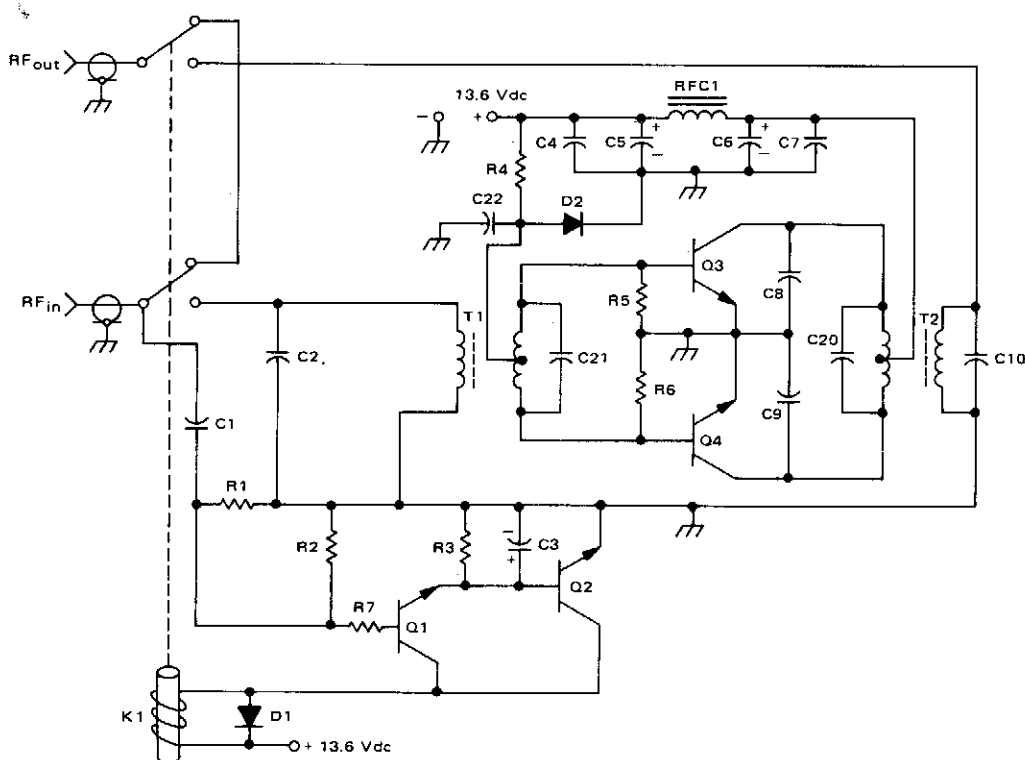 RFout
13.6 Vdc
RFC1
-
+
+
+
C4
C5
C6
C7
-
-
R4
C22
D2
Q3
C8
R5
RFin
T1
T2
C2
C21
C20
C10
R6
C9
C1
Q4
R1
R2
R3
-
C3
+
Q2
R7
Q1
K1
D1
+ 13.6 Vdc